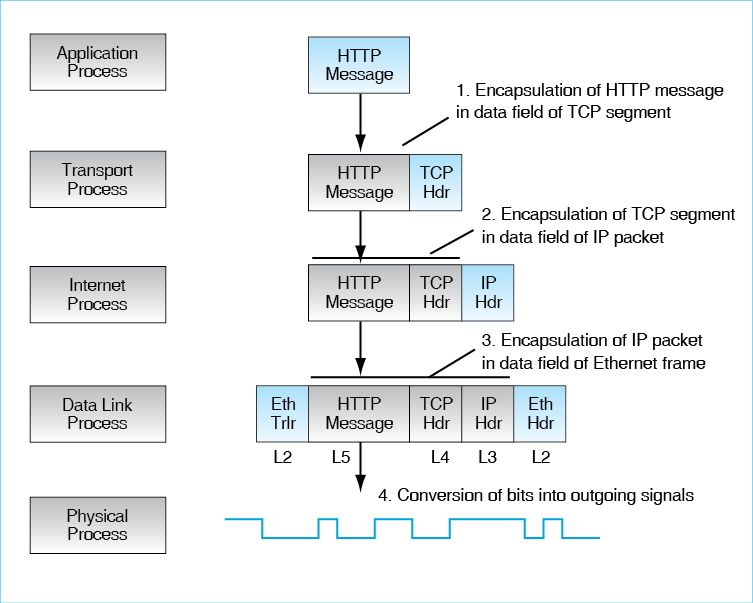 Application
Process
HTTP
Message
1. Encapsulation of HTTP message
in data field of TCP segment
Transport
Process
HTTP
Message
TCP
Hdr
2. Encapsulation of TCP segment
in data field of IP packet
Internet
Process
HTTP
Message
TCP
Hdr
IP
Hdr
3. Encapsulation of IP packet
in data field of Ethernet frame
Data Link
Process
Eth
Trlr
HTTP
Message
TCP
Hdr
IP
Hdr
Eth
Hdr
L2
L5
L4
L3
L2
4. Conversion of bits into outgoing signals
Physical
Process